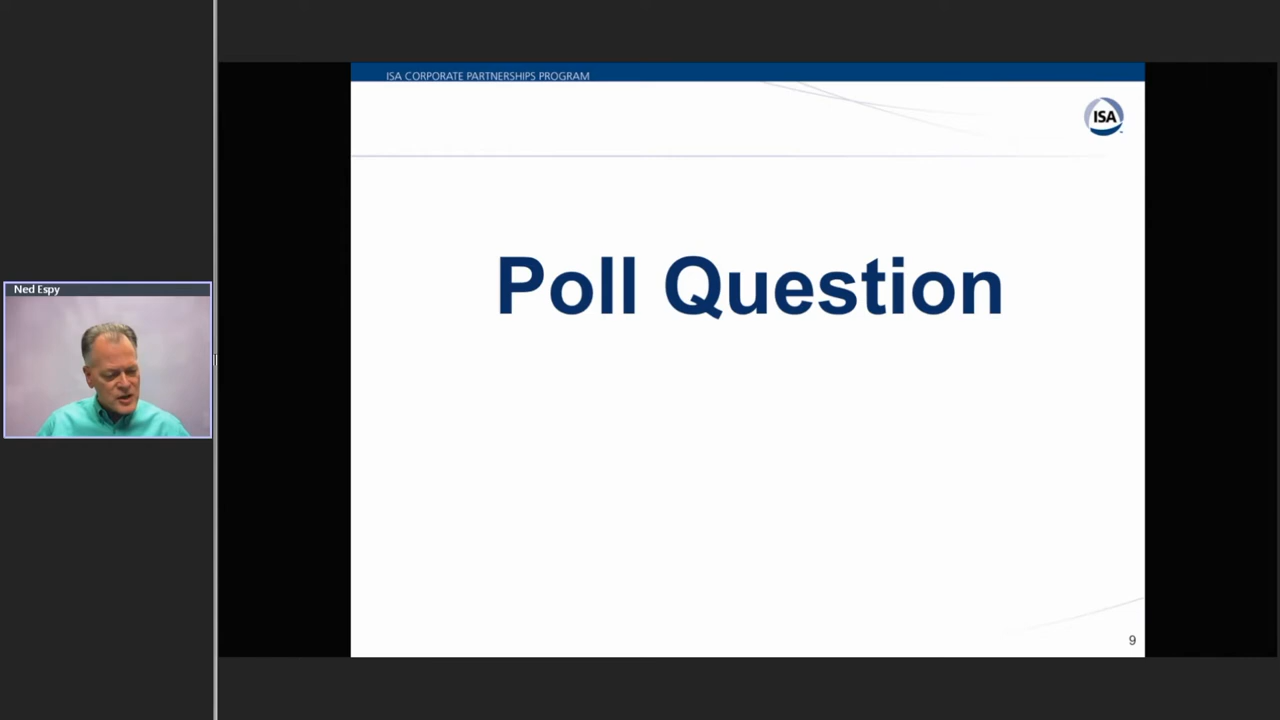 ISA CORPORATE PARTNERSHIPS PROGRAM
ISA
Poll Question
Ned Espy
9